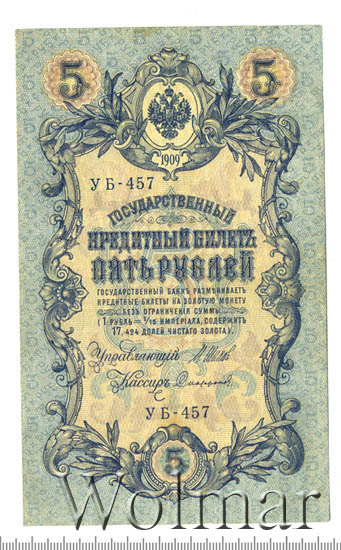 5 5
1909
УБ-457
ГОСУДАРСТВЕННЫЙ
КРЕДИТНЫЙ БИЛЕТЪ
ПЯТЬ РУБЛЕЙ
ГОСУДАРСТВЕННЫЙ БАНКЪ РАЗМѢНИВАЕТЪ
КРЕДИТНЫЕ БИЛЕТЫ НА ЗОЛОТУЮ МОНЕТУ
БЕЗЪ ОГРАНИЧЕНІЯ СУММЫ
(1 РУБЛЬ = 1/15 ИМПЕРІАЛА, СОДЕРЖИТЪ
17,424 ДОЛЕЙ ЧИСТАГО ЗОЛОТА).
Управляющій
Кассиръ
УБ-457
5
Wolmar